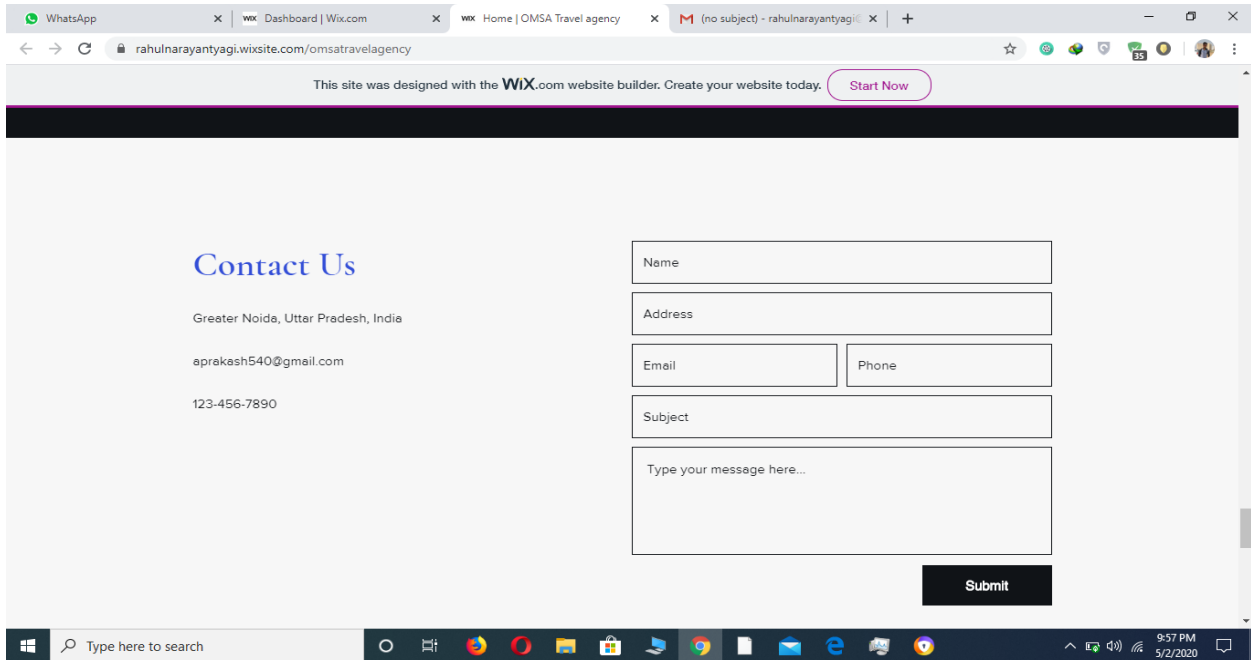 WhatsApp
Dashboard | Wix.com
Home | OMSA Travel agency
(no subject) - rahulnarayantyagi
rahulnarayantyagi.wixsite.com/omsatravelagency
35
This site was designed with the WiX.com website builder. Create your website today.
Start Now
Contact Us
Greater Noida, Uttar Pradesh, India
aprakash540@gmail.com
123-456-7890
Name
Address
Email
Phone
Subject
Type your message here...
Submit
Type here to search
9:57 PM
5/2/2020